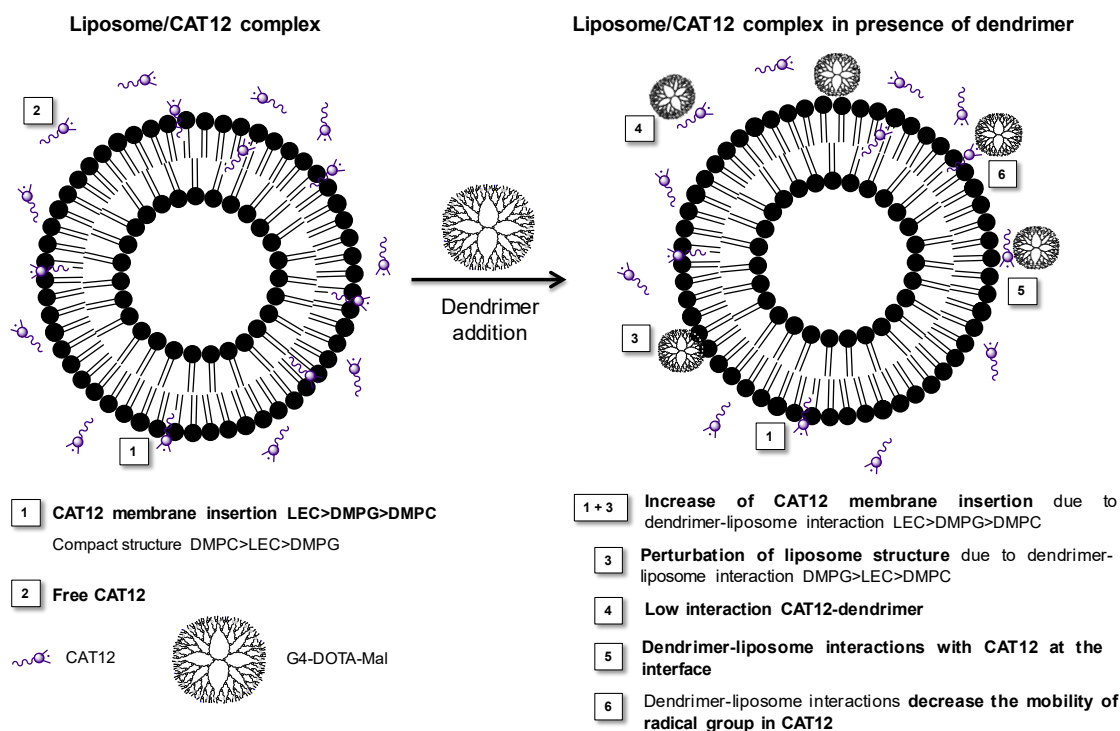 Liposome/CAT12 complex
Liposome/CAT12 complex in presence of dendrimer
2
1
Dendrimer
addition
4
6
5
3
1
1 CAT12 membrane insertion LEC>DMPG>DMPC
Compact structure DMPC>LEC>DMPG
2 Free CAT12
CAT12
G4-DOTA-Mal
1 + 3 Increase of CAT12 membrane insertion due to
dendrimer-liposome interaction LEC>DMPG>DMPC
3 Perturbation of liposome structure due to dendrimer-
liposome interaction DMPG>LEC>DMPC
4 Low interaction CAT12-dendrimer
5 Dendrimer-liposome interactions with CAT12 at the
interface
6 Dendrimer-liposome interactions decrease the mobility of
radical group in CAT12